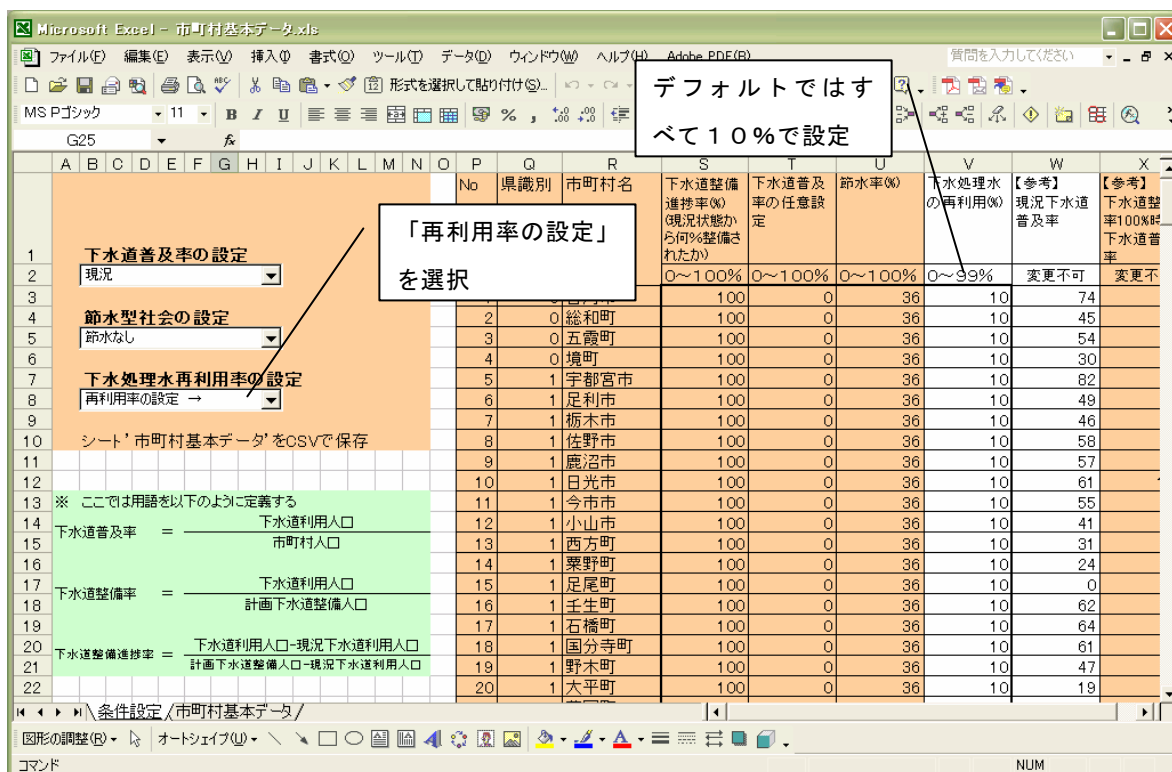 Microsoft Excel - 市町村基本データ.xls
ファイル(F) 編集(E) 表示(V) 挿入(I) 書式(O) ツール(T) データ(D) ウィンドウ(W) ヘルプ(H) Adobe PDF(B) 質問を入力してください
形式を選択して貼り付け(S)...
MS Pゴシック 11 B I U % ,
デフォルトではす
べて10%で設定
G25 fx
A B C D E F G H I J K L M N O P Q R S T U V W X
1 No 県識別 市町村名 下水道整備進捗率(%)(現況状態から何%整備されたか) 下水道普及率の任意設定 節水率(%) 下水処理水の再利用(%) 【参考】現況下水道普及率 【参考】下水道整率100%時下水道普率
下水道普及率の設定
「再利用率の設定」
を選択
2 現況 0～100% 0～100% 0～100% 0～99% 変更不可 変更不
3 100 0 36 10 74
4 節水型社会の設定 2 0 総和町 100 0 36 10 45
5 節水なし 3 0 五霞町 100 0 36 10 54
6 4 0 境町 100 0 36 10 30
7 下水処理水再利用率の設定 5 1 宇都宮市 100 0 36 10 82
8 再利用率の設定 → 6 1 足利市 100 0 36 10 49
9 7 1 栃木市 100 0 36 10 46
10 シート’市町村基本データ’をCSVで保存 8 1 佐野市 100 0 36 10 58
11 9 1 鹿沼市 100 0 36 10 57
12 10 1 日光市 100 0 36 10 61
13 ※ ここでは用語を以下のように定義する 11 1 今市市 100 0 36 10 55
14 下水道利用人口 12 1 小山市 100 0 36 10 41
下水道普及率 =
15 市町村人口 13 1 西方町 100 0 36 10 31
16 14 1 粟野町 100 0 36 10 24
17 下水道利用人口 15 1 足尾町 100 0 36 10 0
下水道整備率 =
18 計画下水道整備人口 16 1 壬生町 100 0 36 10 62
19 17 1 石橋町 100 0 36 10 64
20 下水道利用人口-現況下水道利用人口 18 1 国分寺町 100 0 36 10 61
下水道整備進捗率 =
21 計画下水道整備人口-現況下水道利用人口 19 1 野木町 100 0 36 10 47
22 20 1 大平町 100 0 36 10 19
条件設定 市町村基本データ
図形の調整(R) オートシェイプ(U)
コマンド NUM